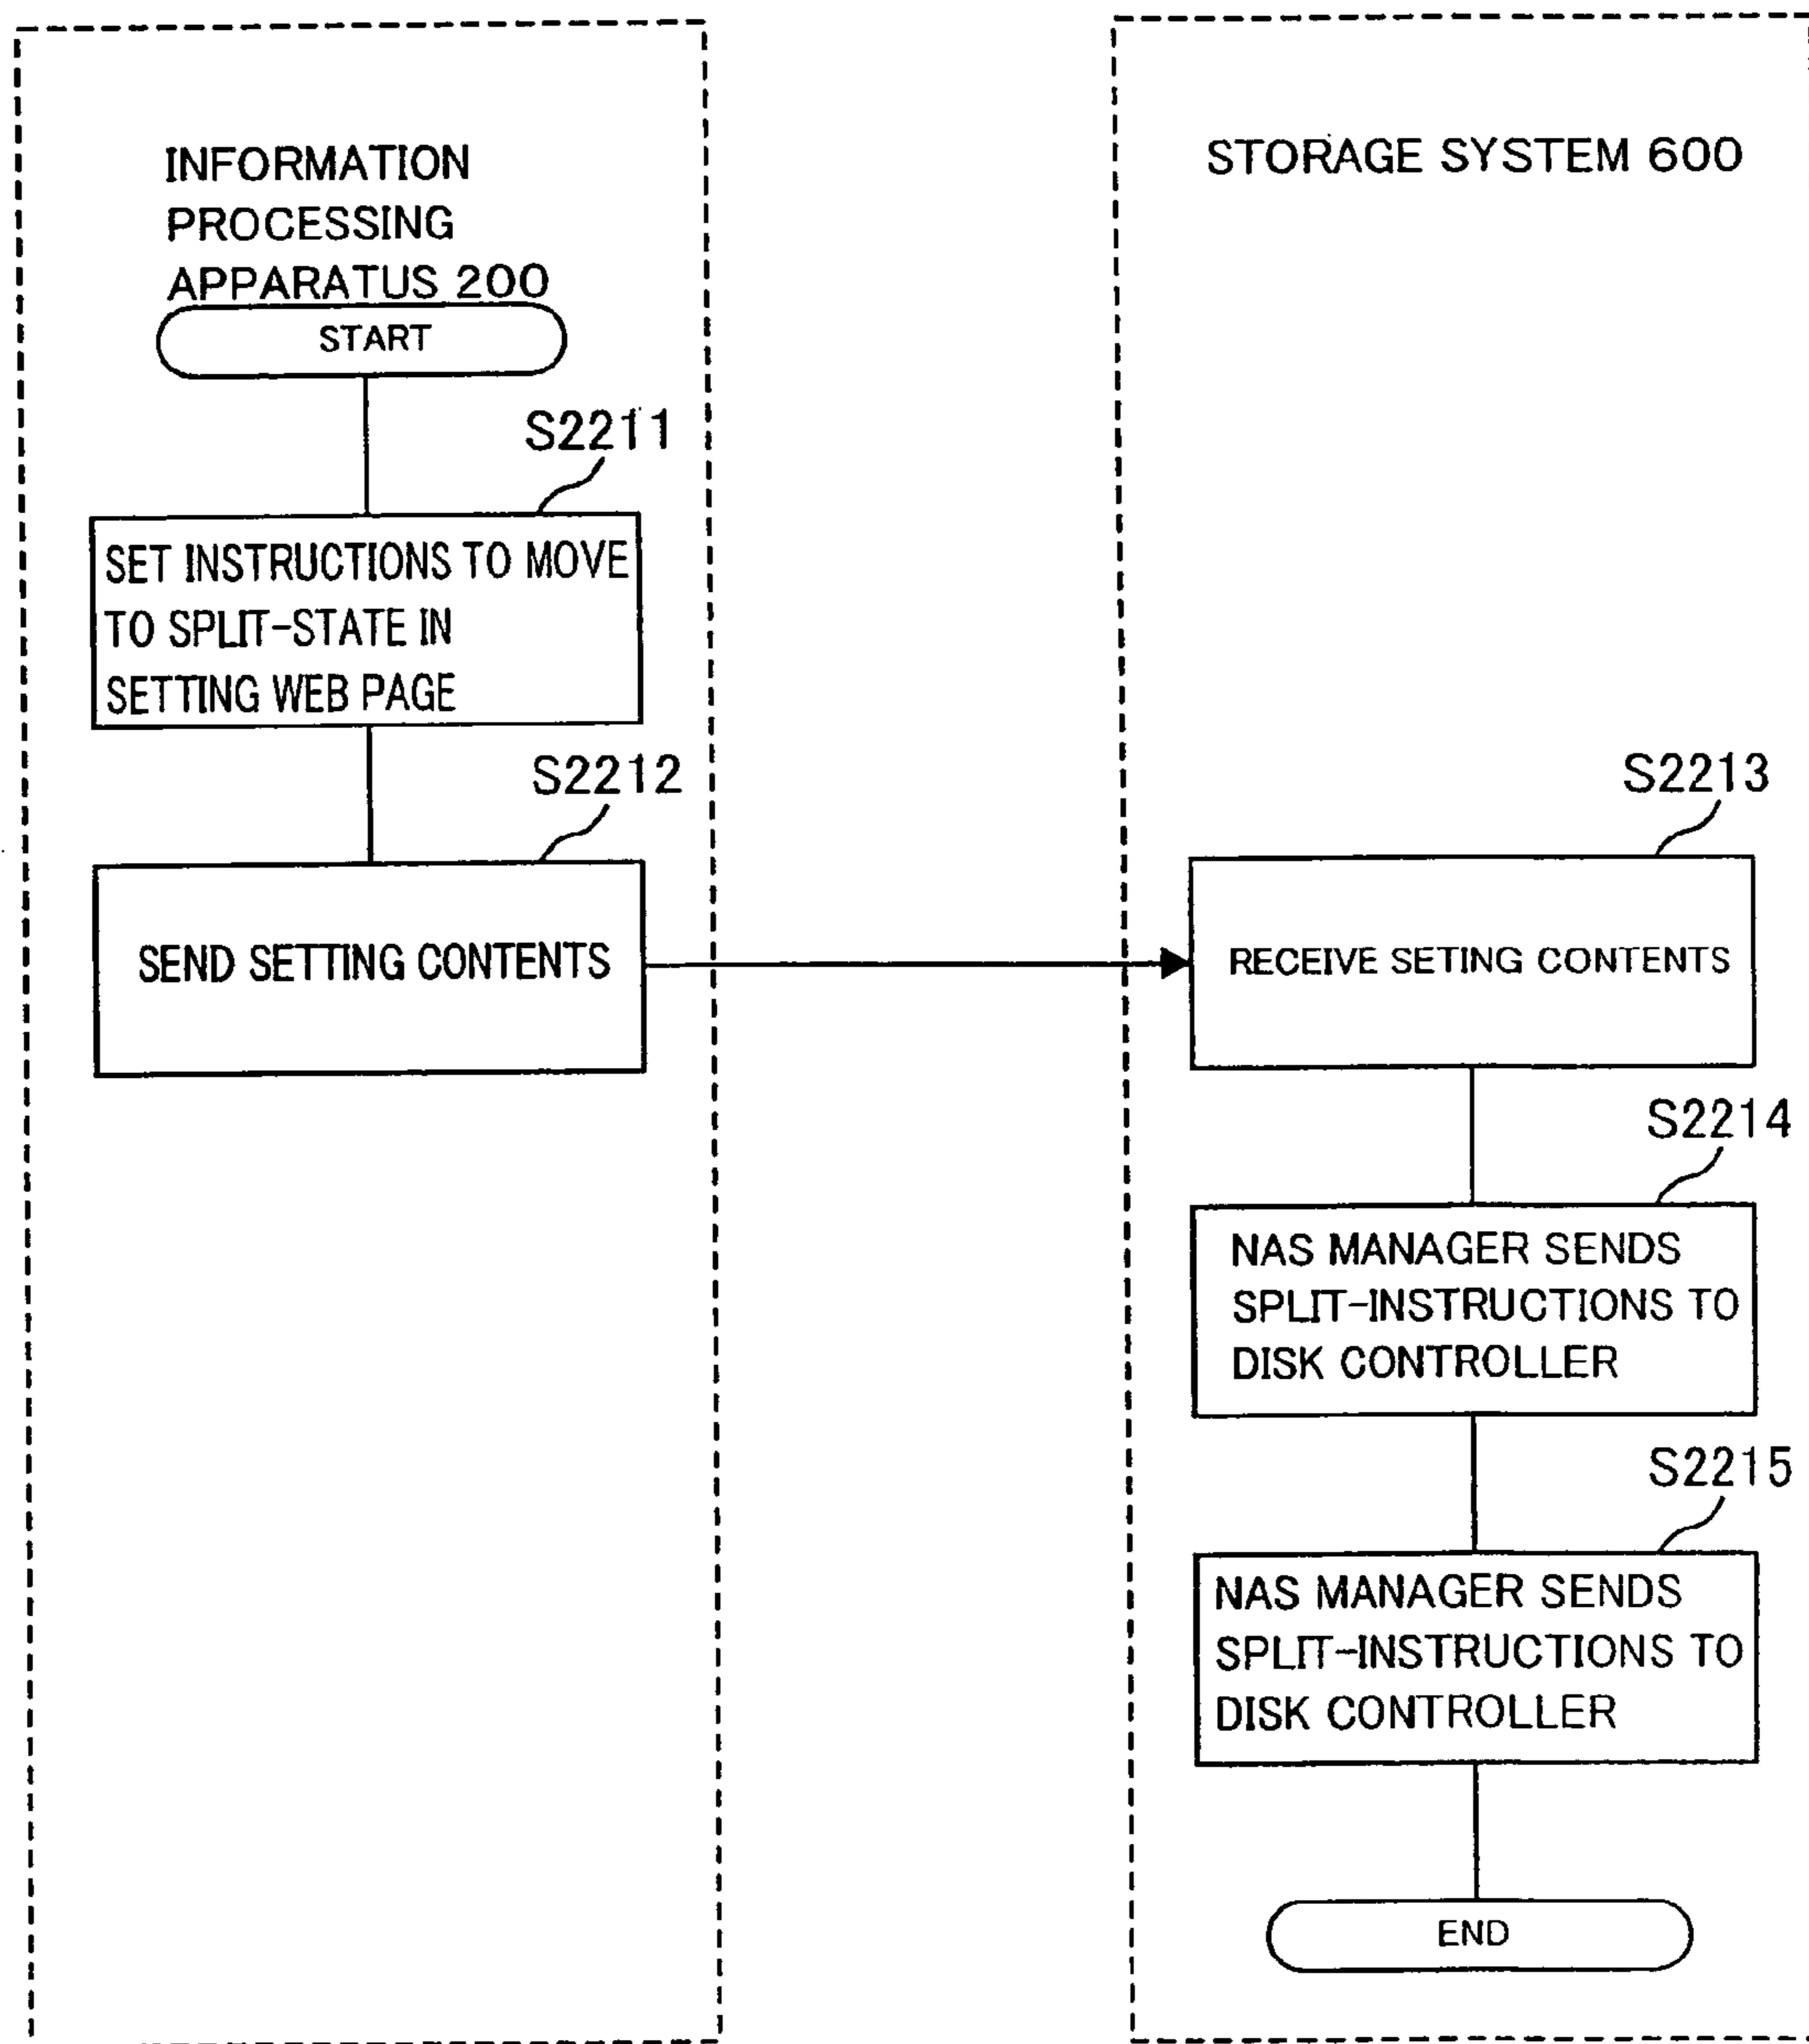 INFORMATION
PROCESSING
APPARATUS 200
START
S2211
SET INSTRUCTIONS TO MOVE
TO SPLIT-STATE IN
SETTING WEB PAGE
S2212
SEND SETTING CONTENTS
STORAGE SYSTEM 600
S2213
RECEIVE SETING CONTENTS
S2214
NAS MANAGER SENDS
SPLIT-INSTRUCTIONS TO
DISK CONTROLLER
S2215
NAS MANAGER SENDS
SPLIT-INSTRUCTIONS TO
DISK CONTROLLER
END